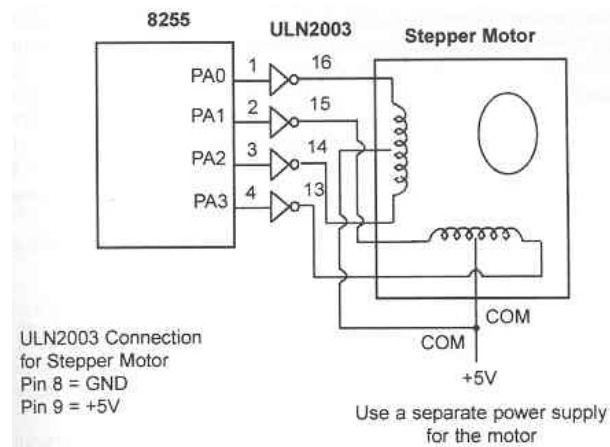 8255
ULN2003
Stepper Motor
PA0
1
16
PA1
2
15
PA2
3
14
PA3
4
13
COM
COM
+5V
ULN2003 Connection
for Stepper Motor
Pin 8 = GND
Pin 9 = +5V
Use a separate power supply
for the motor